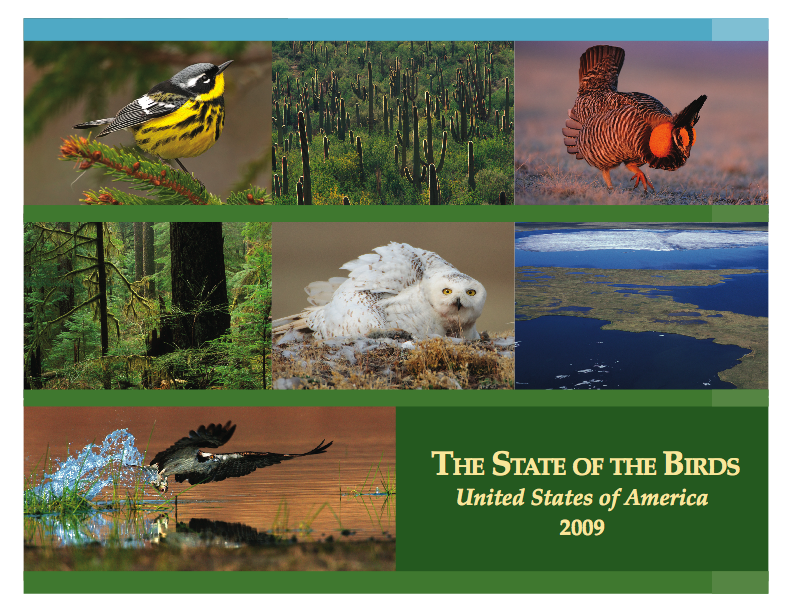 The State of the Birds
United States of America
2009